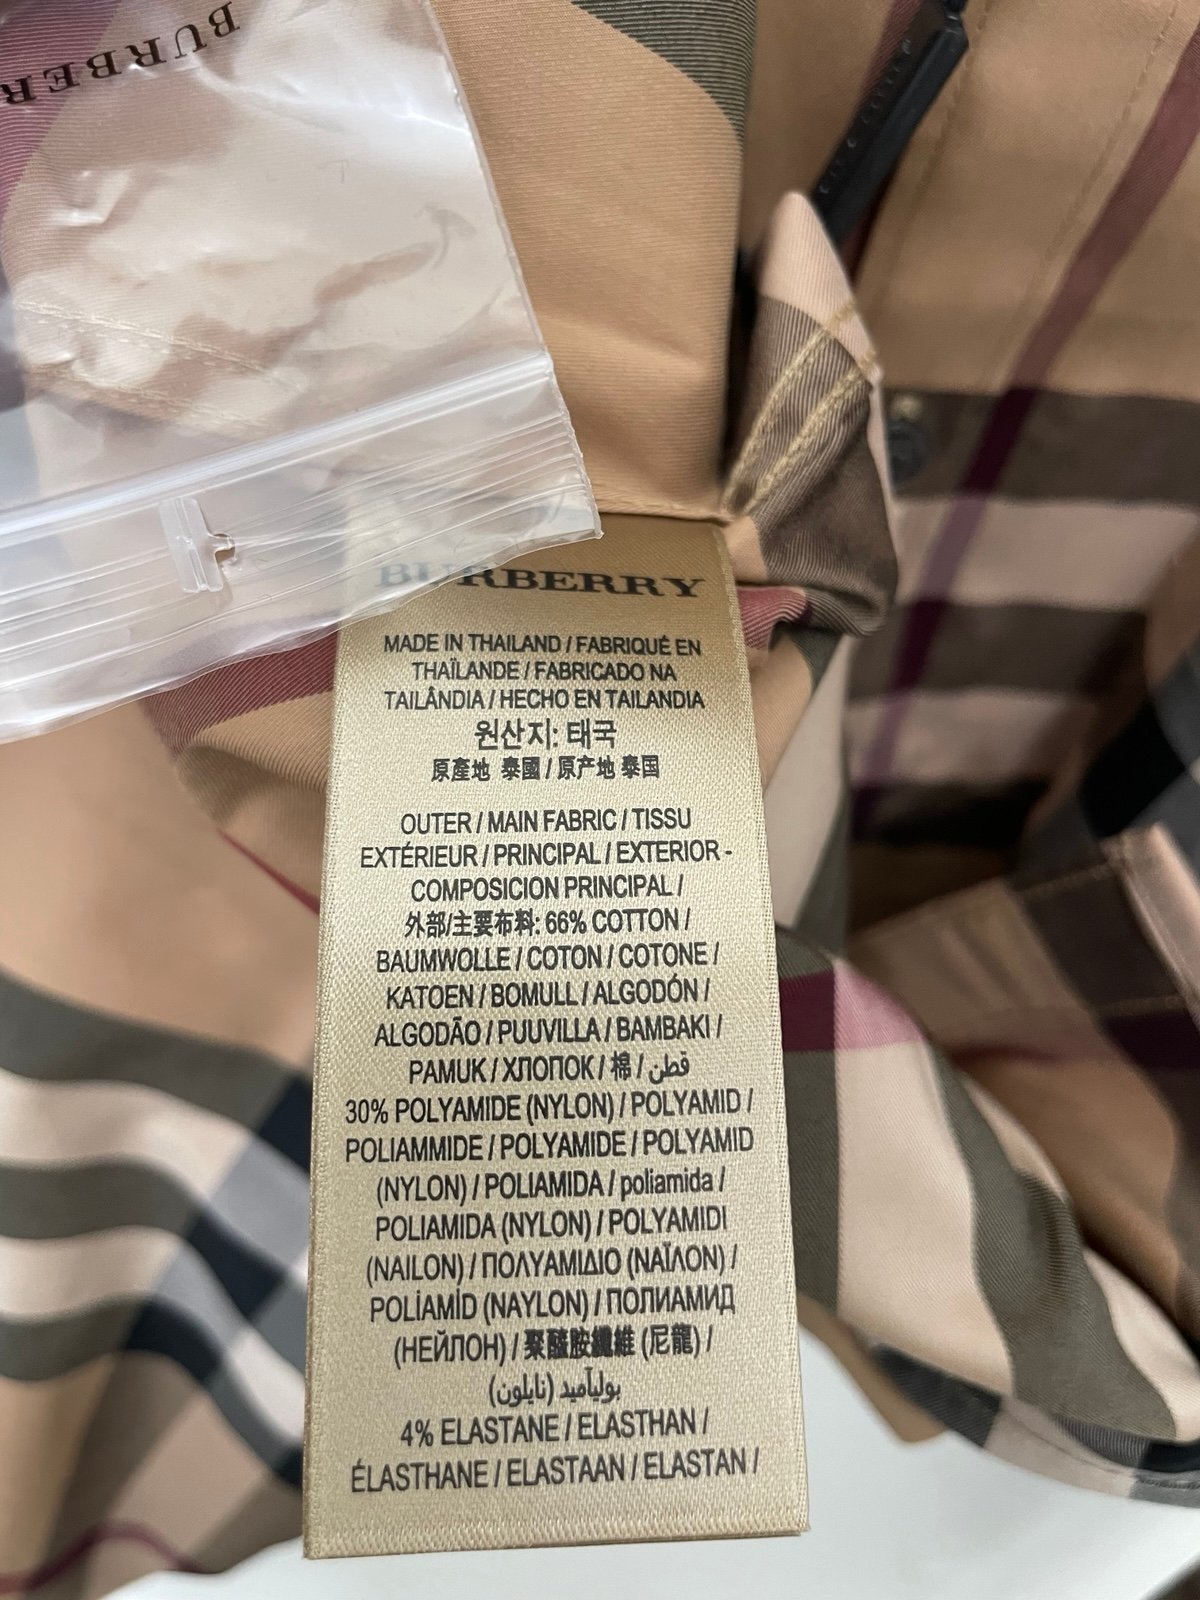 BURBER
BURBERRY
MADE IN THAILAND / FABRIQUÉ EN
THAÏLANDE / FABRICADO NA
TAILÂNDIA / HECHO EN TAILANDIA
원산지: 태국
原產地 泰國 / 原产地 泰国
OUTER / MAIN FABRIC / TISSU
EXTÉRIEUR / PRINCIPAL / EXTERIOR -
COMPOSICION PRINCIPAL /
外部/主要布料: 66% COTTON /
BAUMWOLLE / COTON / COTONE /
KATOEN / BOMULL / ALGODÓN /
ALGODÃO / PUUVILLA / BAMBAKI /
PAMUK / ХЛОПОК / 棉 / قطن
30% POLYAMIDE (NYLON) / POLYAMID /
POLIAMMIDE / POLYAMIDE / POLYAMID
(NYLON) / POLIAMIDA / poliamida /
POLIAMIDA (NYLON) / POLYAMIDI
(NAILON) / ΠΟΛΥΑΜΙΔΙΟ (ΝΑΪΛΟΝ) /
POLİAMİD (NAYLON) / ПОЛИАМИД
(НЕЙЛОН) / 聚醯胺纖維 (尼龍) /
بوليآميد (نايلون)
4% ELASTANE / ELASTHAN /
ÉLASTHANE / ELASTAAN / ELASTAN /